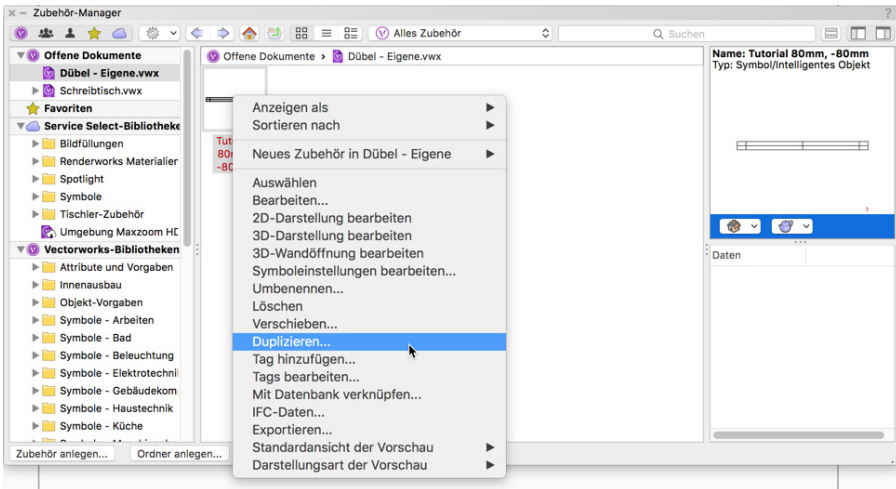 Zubehör-Manager
?
Alles Zubehör
Suchen
Offene Dokumente
Dübel - Eigene.vwx
Schreibtisch.vwx
Favoriten
Service Select-Bibliotheke
Bildfüllungen
Renderworks Materialier
Spotlight
Symbole
Tischler-Zubehör
Umgebung Maxzoom HD
Vectorworks-Bibliotheken
Attribute und Vorgaben
Innenausbau
Objekt-Vorgaben
Symbole - Arbeiten
Symbole - Bad
Symbole - Beleuchtung
Symbole - Elektrotechni
Symbole - Gebäudekom
Symbole - Haustechnik
Symbole - Küche
Zubehör anlegen...
Ordner anlegen...
Offene Dokumente > Dübel - Eigene.vwx
Tut
80m
-80
Anzeigen als
Sortieren nach
Neues Zubehör in Dübel - Eigene
Auswählen
Bearbeiten...
2D-Darstellung bearbeiten
3D-Darstellung bearbeiten
3D-Wandöffnung bearbeiten
Symboleinstellungen bearbeiten...
Umbenennen...
Löschen
Verschieben...
Duplizieren...
Tag hinzufügen...
Tags bearbeiten...
Mit Datenbank verknüpfen...
IFC-Daten...
Exportieren...
Standardansicht der Vorschau
Darstellungsart der Vorschau
Name: Tutorial 80mm, -80mm
Typ: Symbol/Intelligentes Objekt
Daten